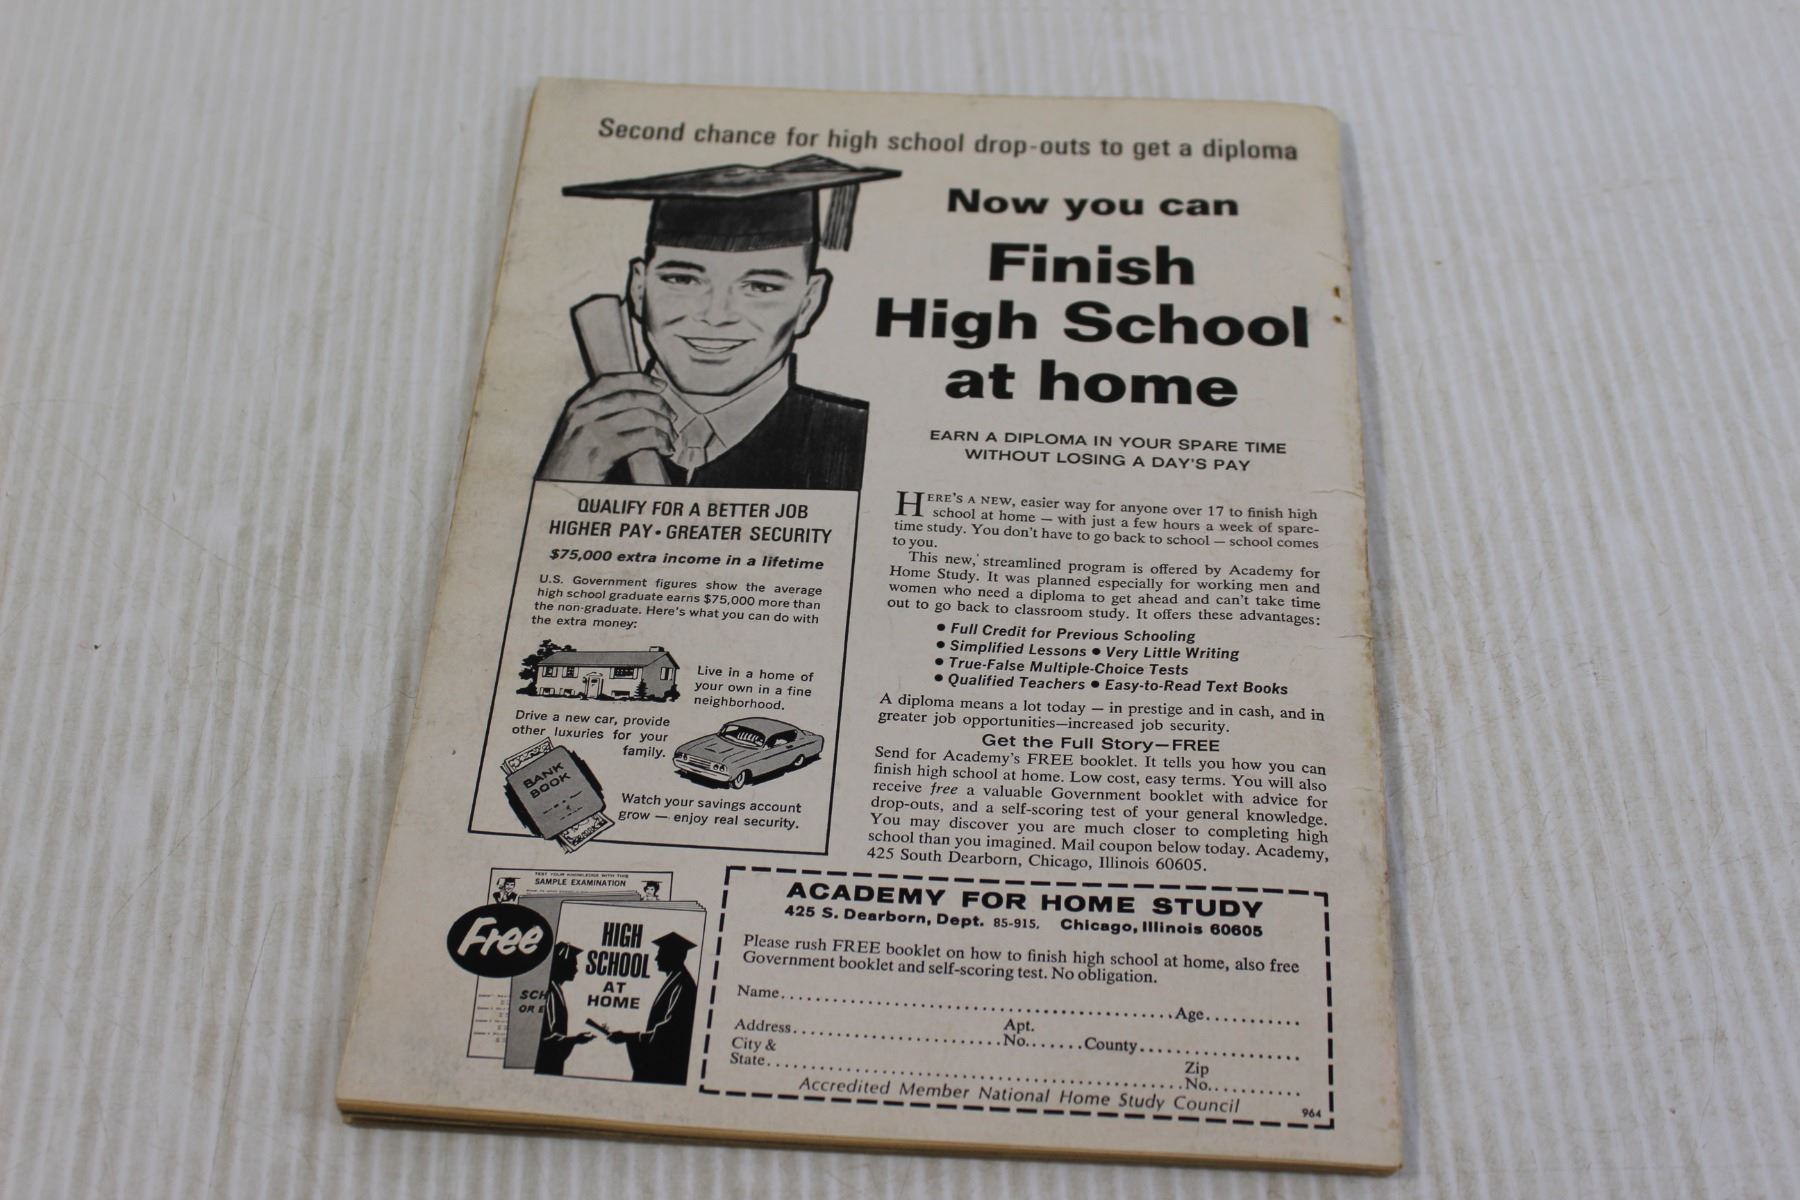 Second chance for high school drop-outs to get a diploma
Now you can
Finish
High School
at home
EARN A DIPLOMA IN YOUR SPARE TIME
WITHOUT LOSING A DAY'S PAY
HERE'S A NEW, easier way for anyone over 17 to finish high
school at home — with just a few hours a week of spare-
time study. You don't have to go back to school — school comes
to you.
This new, streamlined program is offered by Academy for
Home Study. It was planned especially for working men and
women who need a diploma to get ahead and can't take time
out to go back to classroom study. It offers these advantages:
• Full Credit for Previous Schooling
• Simplified Lessons • Very Little Writing
• True-False Multiple-Choice Tests
• Qualified Teachers • Easy-to-Read Text Books
A diploma means a lot today — in prestige and in cash, and in
greater job opportunities—increased job security.
Get the Full Story—FREE
Send for Academy's FREE booklet. It tells you how you can
finish high school at home. Low cost, easy terms. You will also
receive free a valuable Government booklet with advice for
drop-outs, and a self-scoring test of your general knowledge.
You may discover you are much closer to completing high
school than you imagined. Mail coupon below today. Academy,
425 South Dearborn, Chicago, Illinois 60605.
QUALIFY FOR A BETTER JOB
HIGHER PAY • GREATER SECURITY
$75,000 extra income in a lifetime
U.S. Government figures show the average
high school graduate earns $75,000 more than
the non-graduate. Here's what you can do with
the extra money:
Live in a home of
your own in a fine
neighborhood.
Drive a new car, provide
other luxuries for your
family.
BANK
BOOK
Watch your savings account
grow — enjoy real security.
TEST YOUR KNOWLEDGE WITH THIS
SAMPLE EXAMINATION
Free
SCH
OR E
HIGH
SCHOOL
AT
HOME
ACADEMY FOR HOME STUDY
425 S. Dearborn, Dept. 85-915, Chicago, Illinois 60605
Please rush FREE booklet on how to finish high school at home, also free
Government booklet and self-scoring test. No obligation.
Name.......................................Age..........
Address....................Apt. No.......County...............
City & State.......................................Zip No.........
Accredited Member National Home Study Council
964